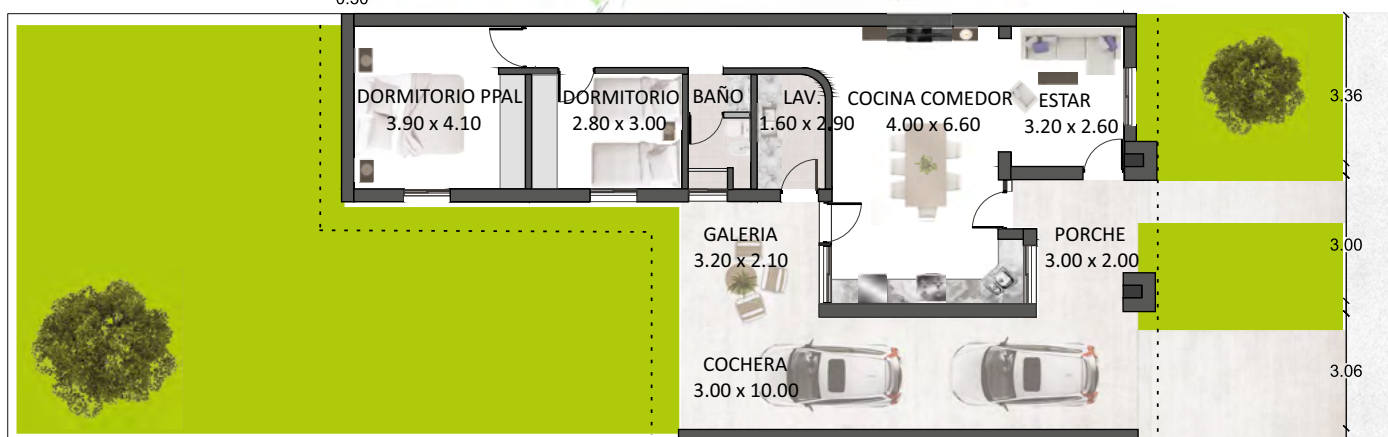 DORMITORIO PPAL
3.90 x 4.10
DORMITORIO
2.80 x 3.00
BAÑO
LAV.
1.60 x 2.90
COCINA COMEDOR
4.00 x 6.60
ESTAR
3.20 x 2.60
3.36
GALERIA
3.20 x 2.10
PORCHE
3.00 x 2.00
3.00
COCHERA
3.00 x 10.00
3.06